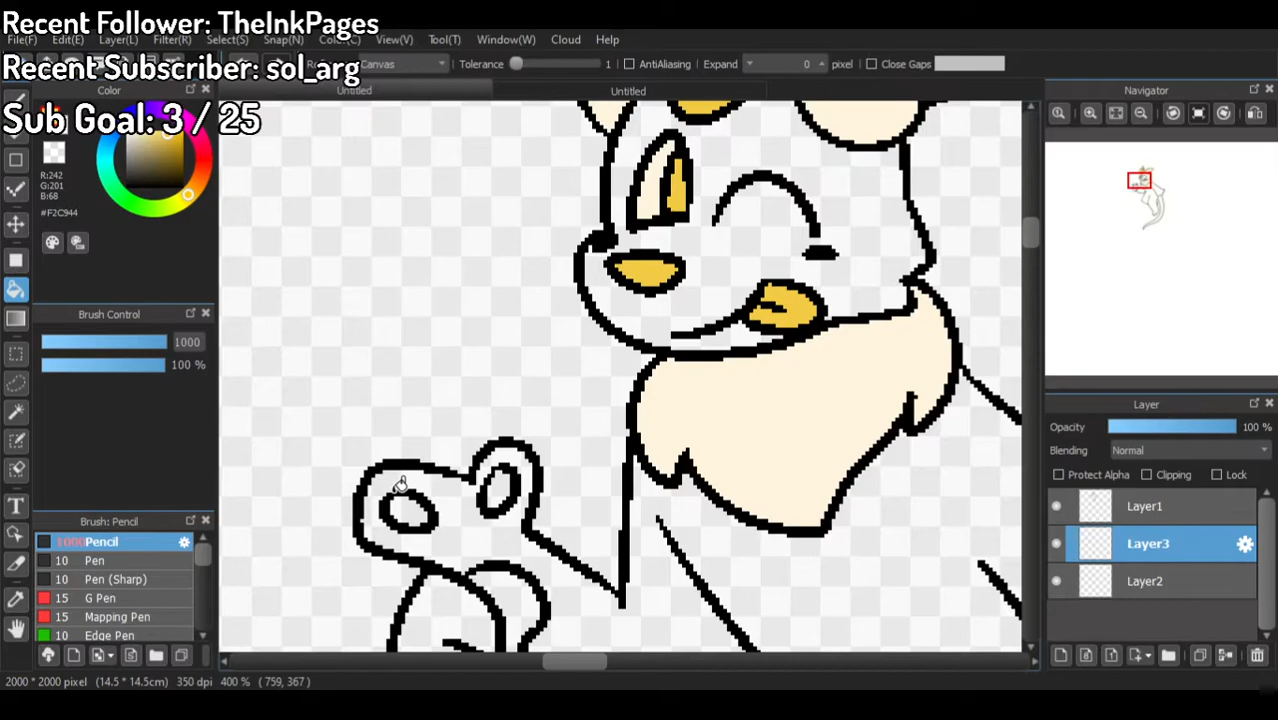 Recent Follower: TheInkPages
File(F) Edit(E) Layer(L) Filter(R) Select(S) Snap(N) Color(C) View(V) Tool(T) Window(W) Cloud Help
Recent Subscriber: sol_arg
Canvas Tolerance 1 AntiAliasing Expand 0 pixel Close Gaps
Color Untitled Untitled Navigator
Sub Goal: 3 / 25
R:242
G:201
B:68
#F2C944
Brush Control
1000
100 %
Layer
Opacity 100 %
Blending Normal
Protect Alpha Clipping Lock
Layer1
Layer3
Layer2
Brush: Pencil
1000 Pencil
10 Pen
10 Pen (Sharp)
15 G Pen
15 Mapping Pen
10 Edge Pen
T
2000 * 2000 pixel (14.5 * 14.5cm) 350 dpi 400 % ( 759, 367 )